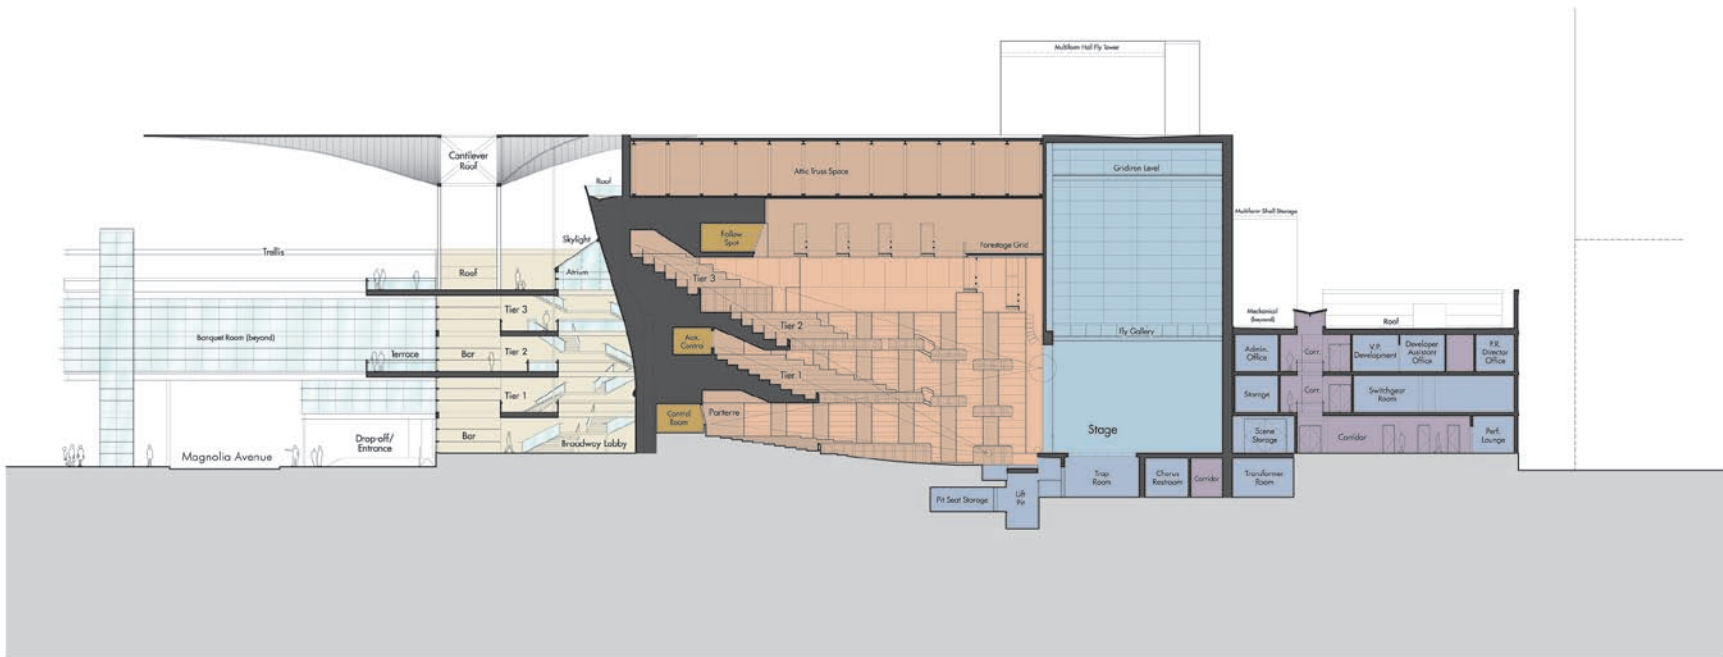 Multiform Hall Fly Tower
Cantilever
Roof
Attic Truss Space
Gridiron Level
Roof
Multiform Shell Storage
Follow
Spot
Skylight
Forestage Grid
Trellis
Roof
Atrium
Tier 3
Tier 3
Mechanical
(beyond)
Roof
Tier 2
Fly Gallery
Banquet Room (beyond)
Terrace
Bar
Tier 2
Aux.
Control
Admin.
Office
Corr.
V.P.
Development
Developer
Assistant
Office
P.R.
Director
Office
Tier 1
Tier 1
Storage
Corr.
Switchgear
Room
Control
Room
Parterre
Magnolia Avenue
Drop-off/
Entrance
Bar
Broadway Lobby
Stage
Scene
Storage
Corridor
Perf.
Lounge
Pit Seat Storage
Lift
Pit
Trap
Room
Chorus
Restroom
Corridor
Transformer
Room